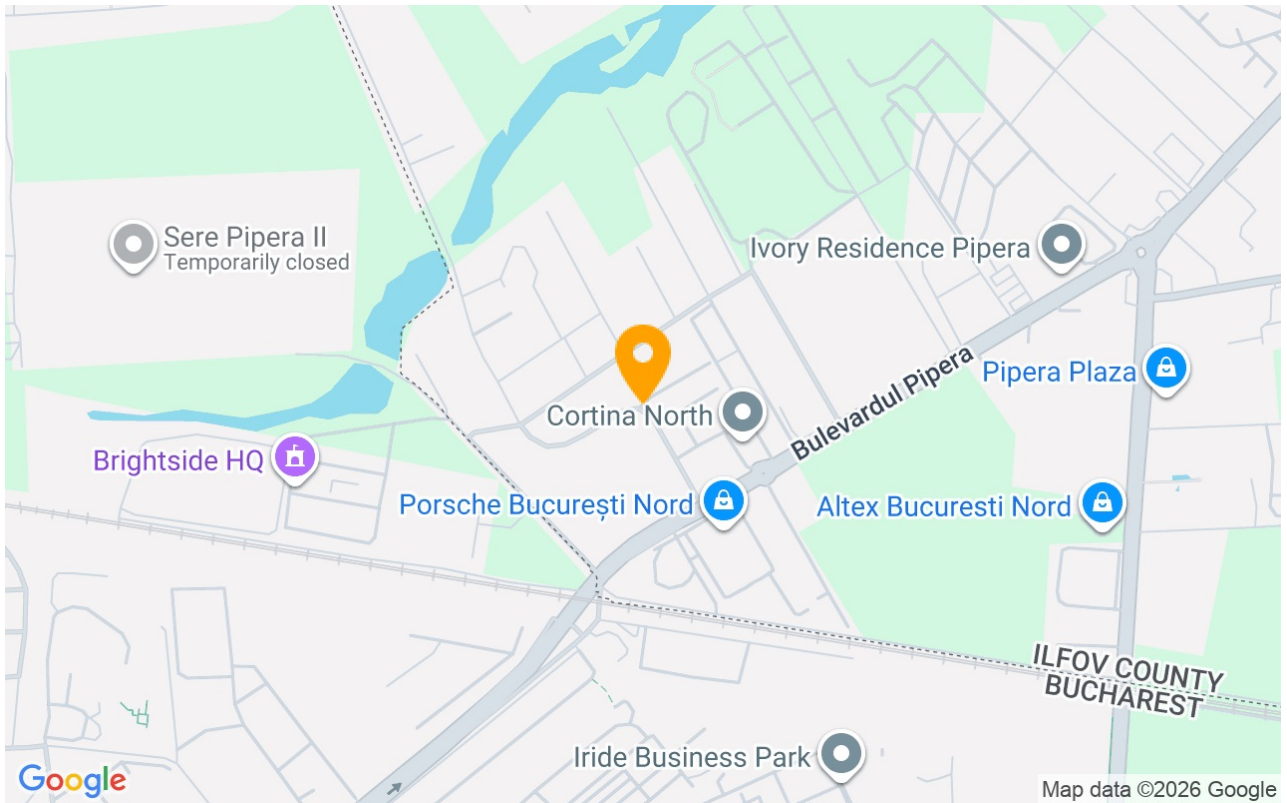 Sere Pipera II
Temporarily closed
Ivory Residence Pipera
Pipera Plaza
Bulevardul Pipera
Cortina North
Brightside HQ
Porsche București Nord
Altex Bucuresti Nord
ILFOV COUNTY
BUCHAREST
Iride Business Park
Google
Map data ©2026 Google